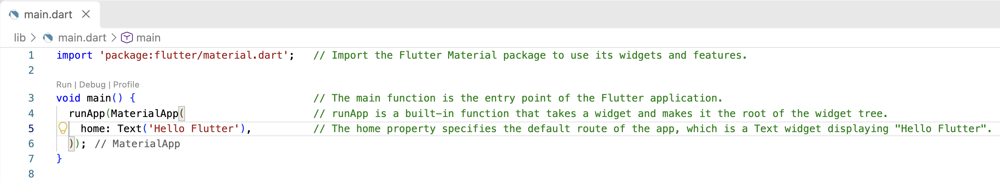 main.dart
lib > main.dart > main
1 import 'package:flutter/material.dart'; // Import the Flutter Material package to use its widgets and features.
2
Run | Debug | Profile
3 void main() { // The main function is the entry point of the Flutter application.
4 runApp(MaterialApp( // runApp is a built-in function that takes a widget and makes it the root of the widget tree.
5 home: Text('Hello Flutter'), // The home property specifies the default route of the app, which is a Text widget displaying "Hello Flutter".
6 )); // MaterialApp
7 }
8